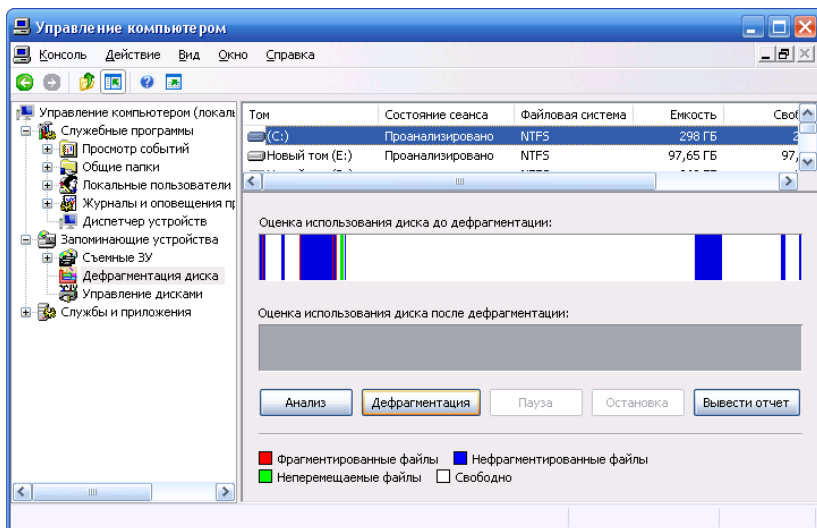 Управление компьютером
Консоль Действие Вид Окно Справка
Управление компьютером (локаль
Служебные программы
Просмотр событий
Общие папки
Локальные пользователи
Журналы и оповещения пр
Диспетчер устройств
Запоминающие устройства
Съемные ЗУ
Дефрагментация диска
Управление дисками
Службы и приложения
Том Состояние сеанса Файловая система Емкость Своб
(C:) Проанализировано NTFS 298 ГБ 2
Новый том (E:) Проанализировано NTFS 97,65 ГБ 97,
Оценка использования диска до дефрагментации:
Оценка использования диска после дефрагментации:
Анализ Дефрагментация Пауза Остановка Вывести отчет
Фрагментированные файлы Нефрагментированные файлы
Неперемещаемые файлы Свободно